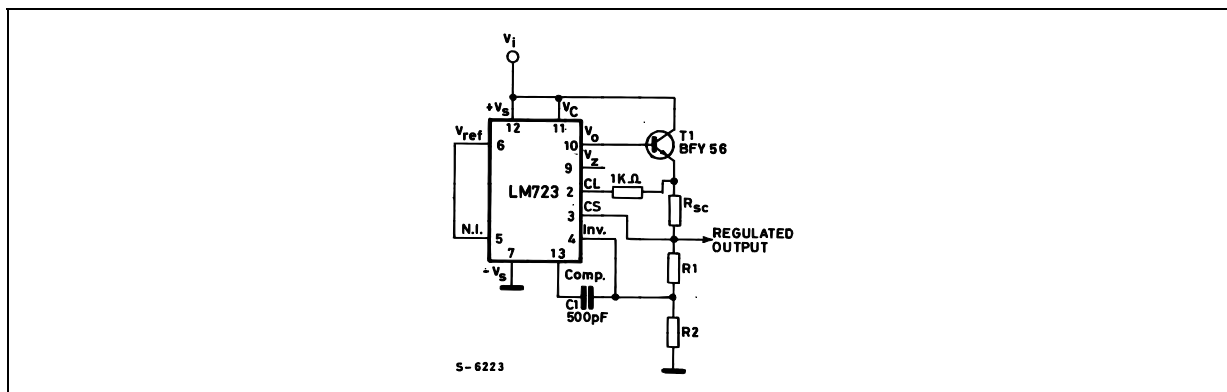 Vi
+Vs
VC
12
11
Vref
6
Vo
10
T1
BFY 56
Vz
9
1KΩ
CL
2
LM723
Rsc
CS
3
REGULATED
OUTPUT
N.I.
5
Inv.
4
7
13
-Vs
Comp.
R1
C1
500pF
R2
S-6223